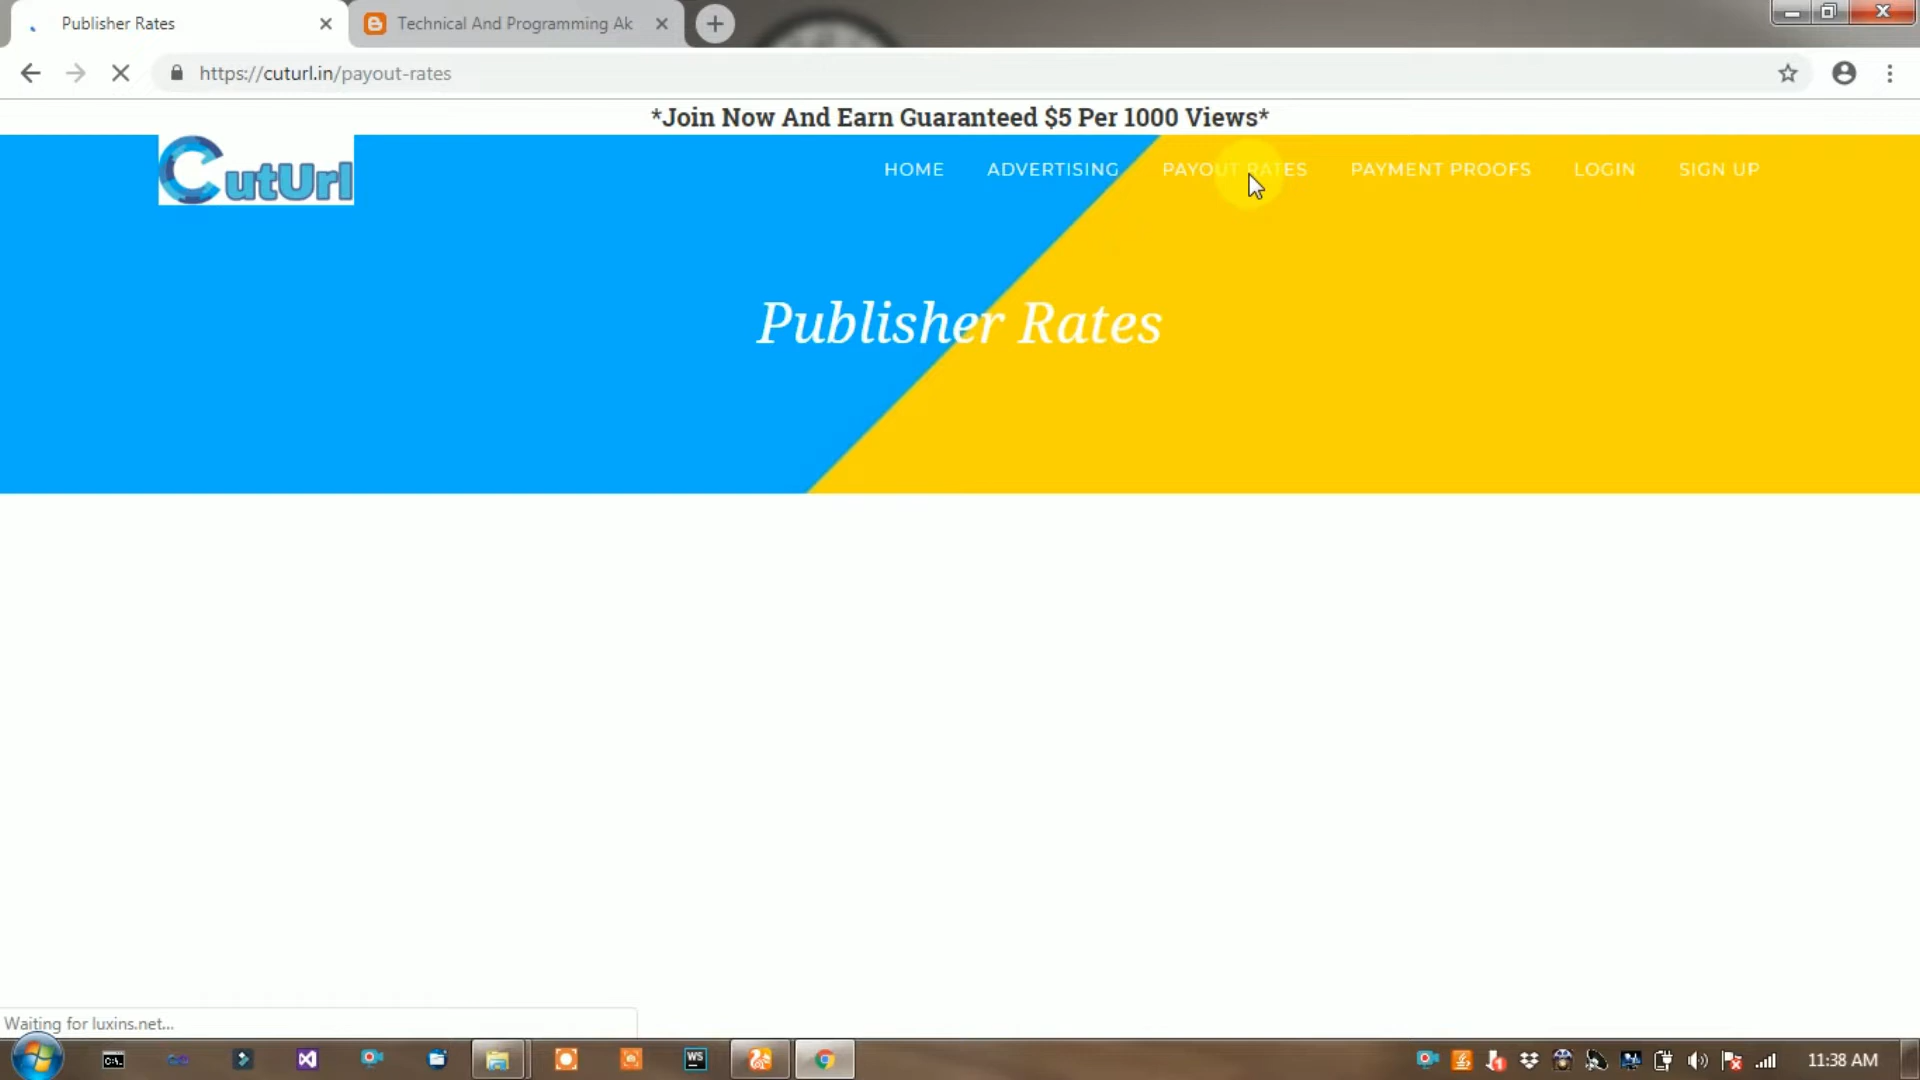 Publisher Rates
Technical And Programming Ak
https://cuturl.in/payout-rates
*Join Now And Earn Guaranteed $5 Per 1000 Views*
CutUrl
HOME
ADVERTISING
PAYOUT RATES
PAYMENT PROOFS
LOGIN
SIGN UP
Publisher Rates
Waiting for luxins.net...
C:\.
WS
11:38 AM